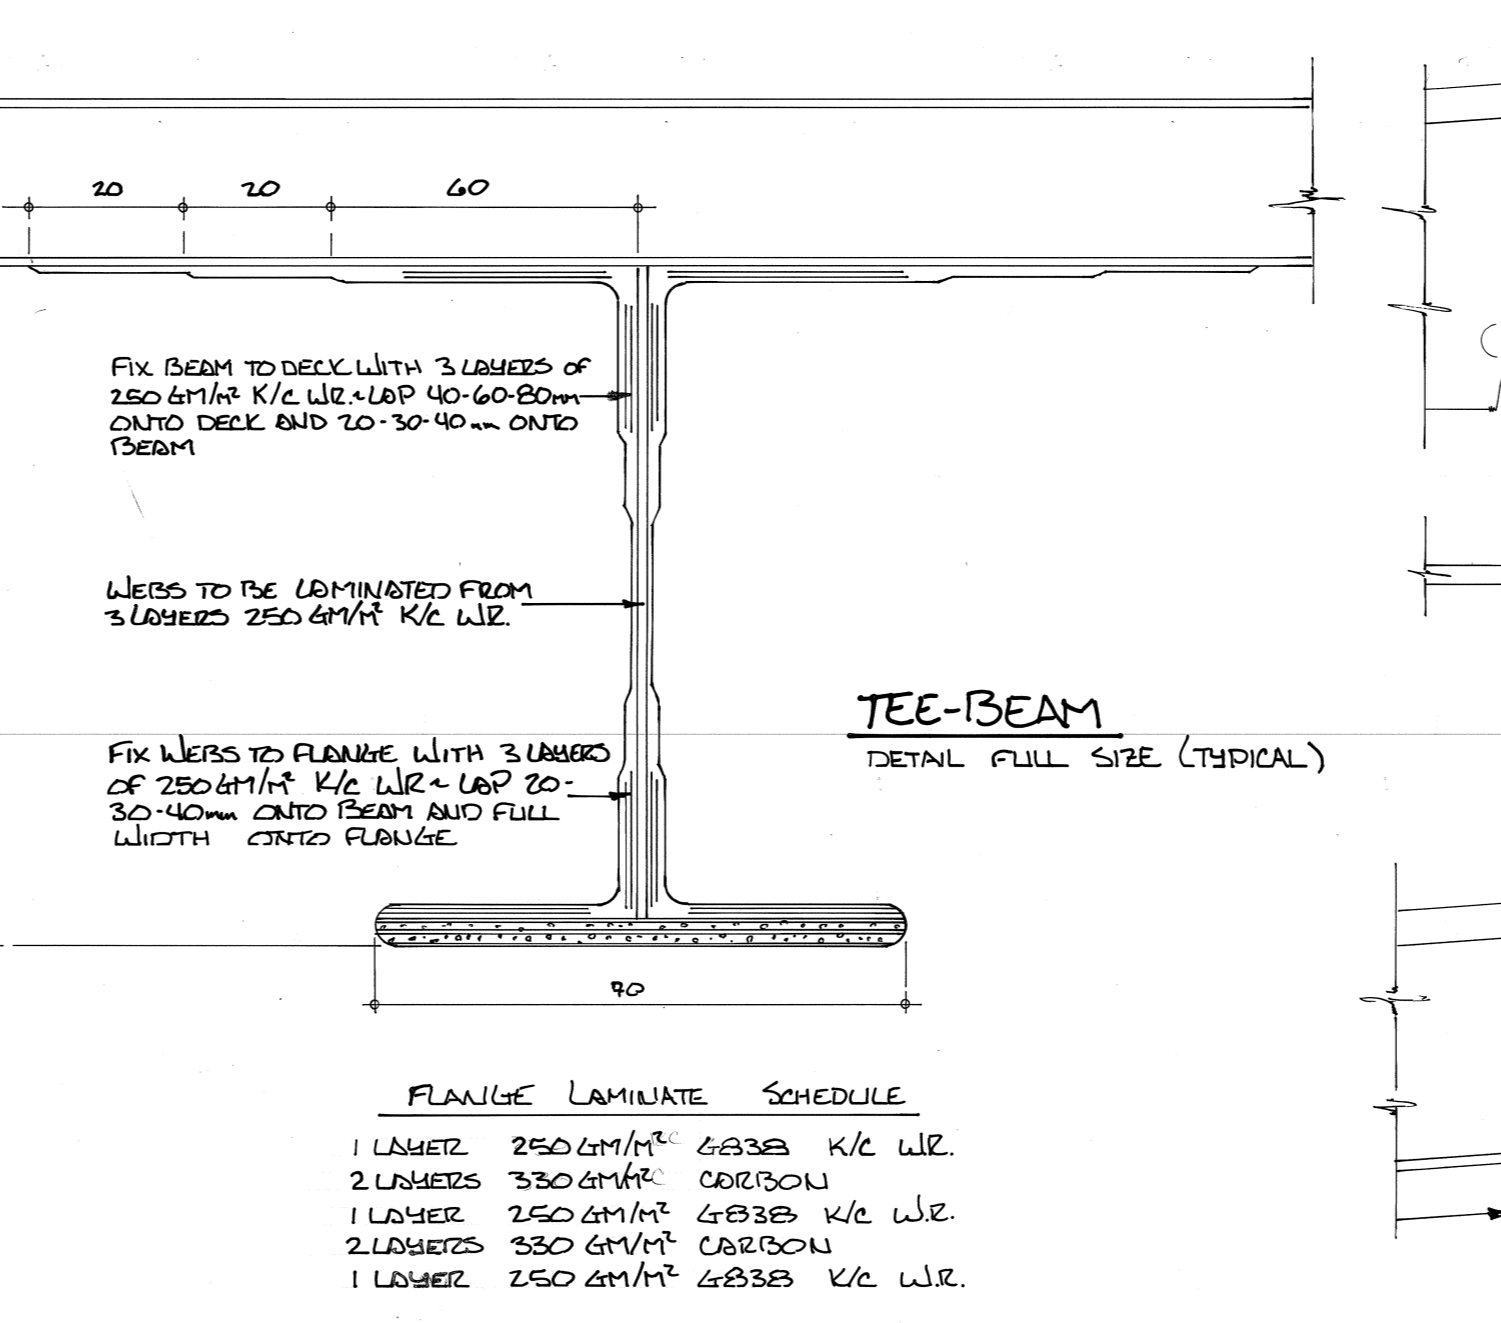 20 20 40
FIX BEAM TO DECK WITH 3 LAYERS OF
250 GM/M² K/C WR. ~ LAP 40-60-80mm
ONTO DECK AND 20-30-40mm ONTO
BEAM
WEBS TO BE LAMINATED FROM
3 LAYERS 250 GM/M² K/C WR.
TEE-BEAM
DETAIL FULL SIZE (TYPICAL)
FIX WEBS TO FLANGE WITH 3 LAYERS
OF 250 GM/M² K/C WR ~ LAP 20-
30-40mm ONTO BEAM AND FULL
WIDTH ONTO FLANGE
70
FLANGE LAMINATE SCHEDULE
1 LAYER 250 GM/M² G838 K/C WR.
2 LAYERS 330 GM/M² CARBON
1 LAYER 250 GM/M² G838 K/C W.R.
2 LAYERS 330 GM/M² CARBON
1 LAYER 250 GM/M² G838 K/C W.R.